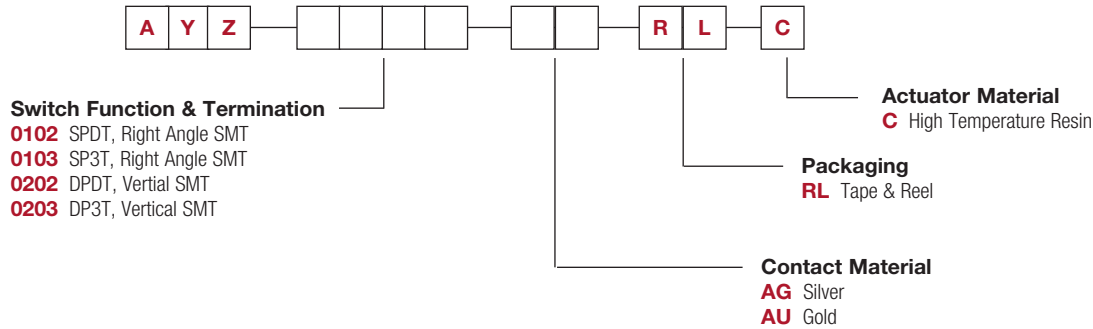 A Y Z R L C
Switch Function & Termination
0102 SPDT, Right Angle SMT
0103 SP3T, Right Angle SMT
0202 DPDT, Vertial SMT
0203 DP3T, Vertical SMT
Actuator Material
C High Temperature Resin
Packaging
RL Tape & Reel
Contact Material
AG Silver
AU Gold